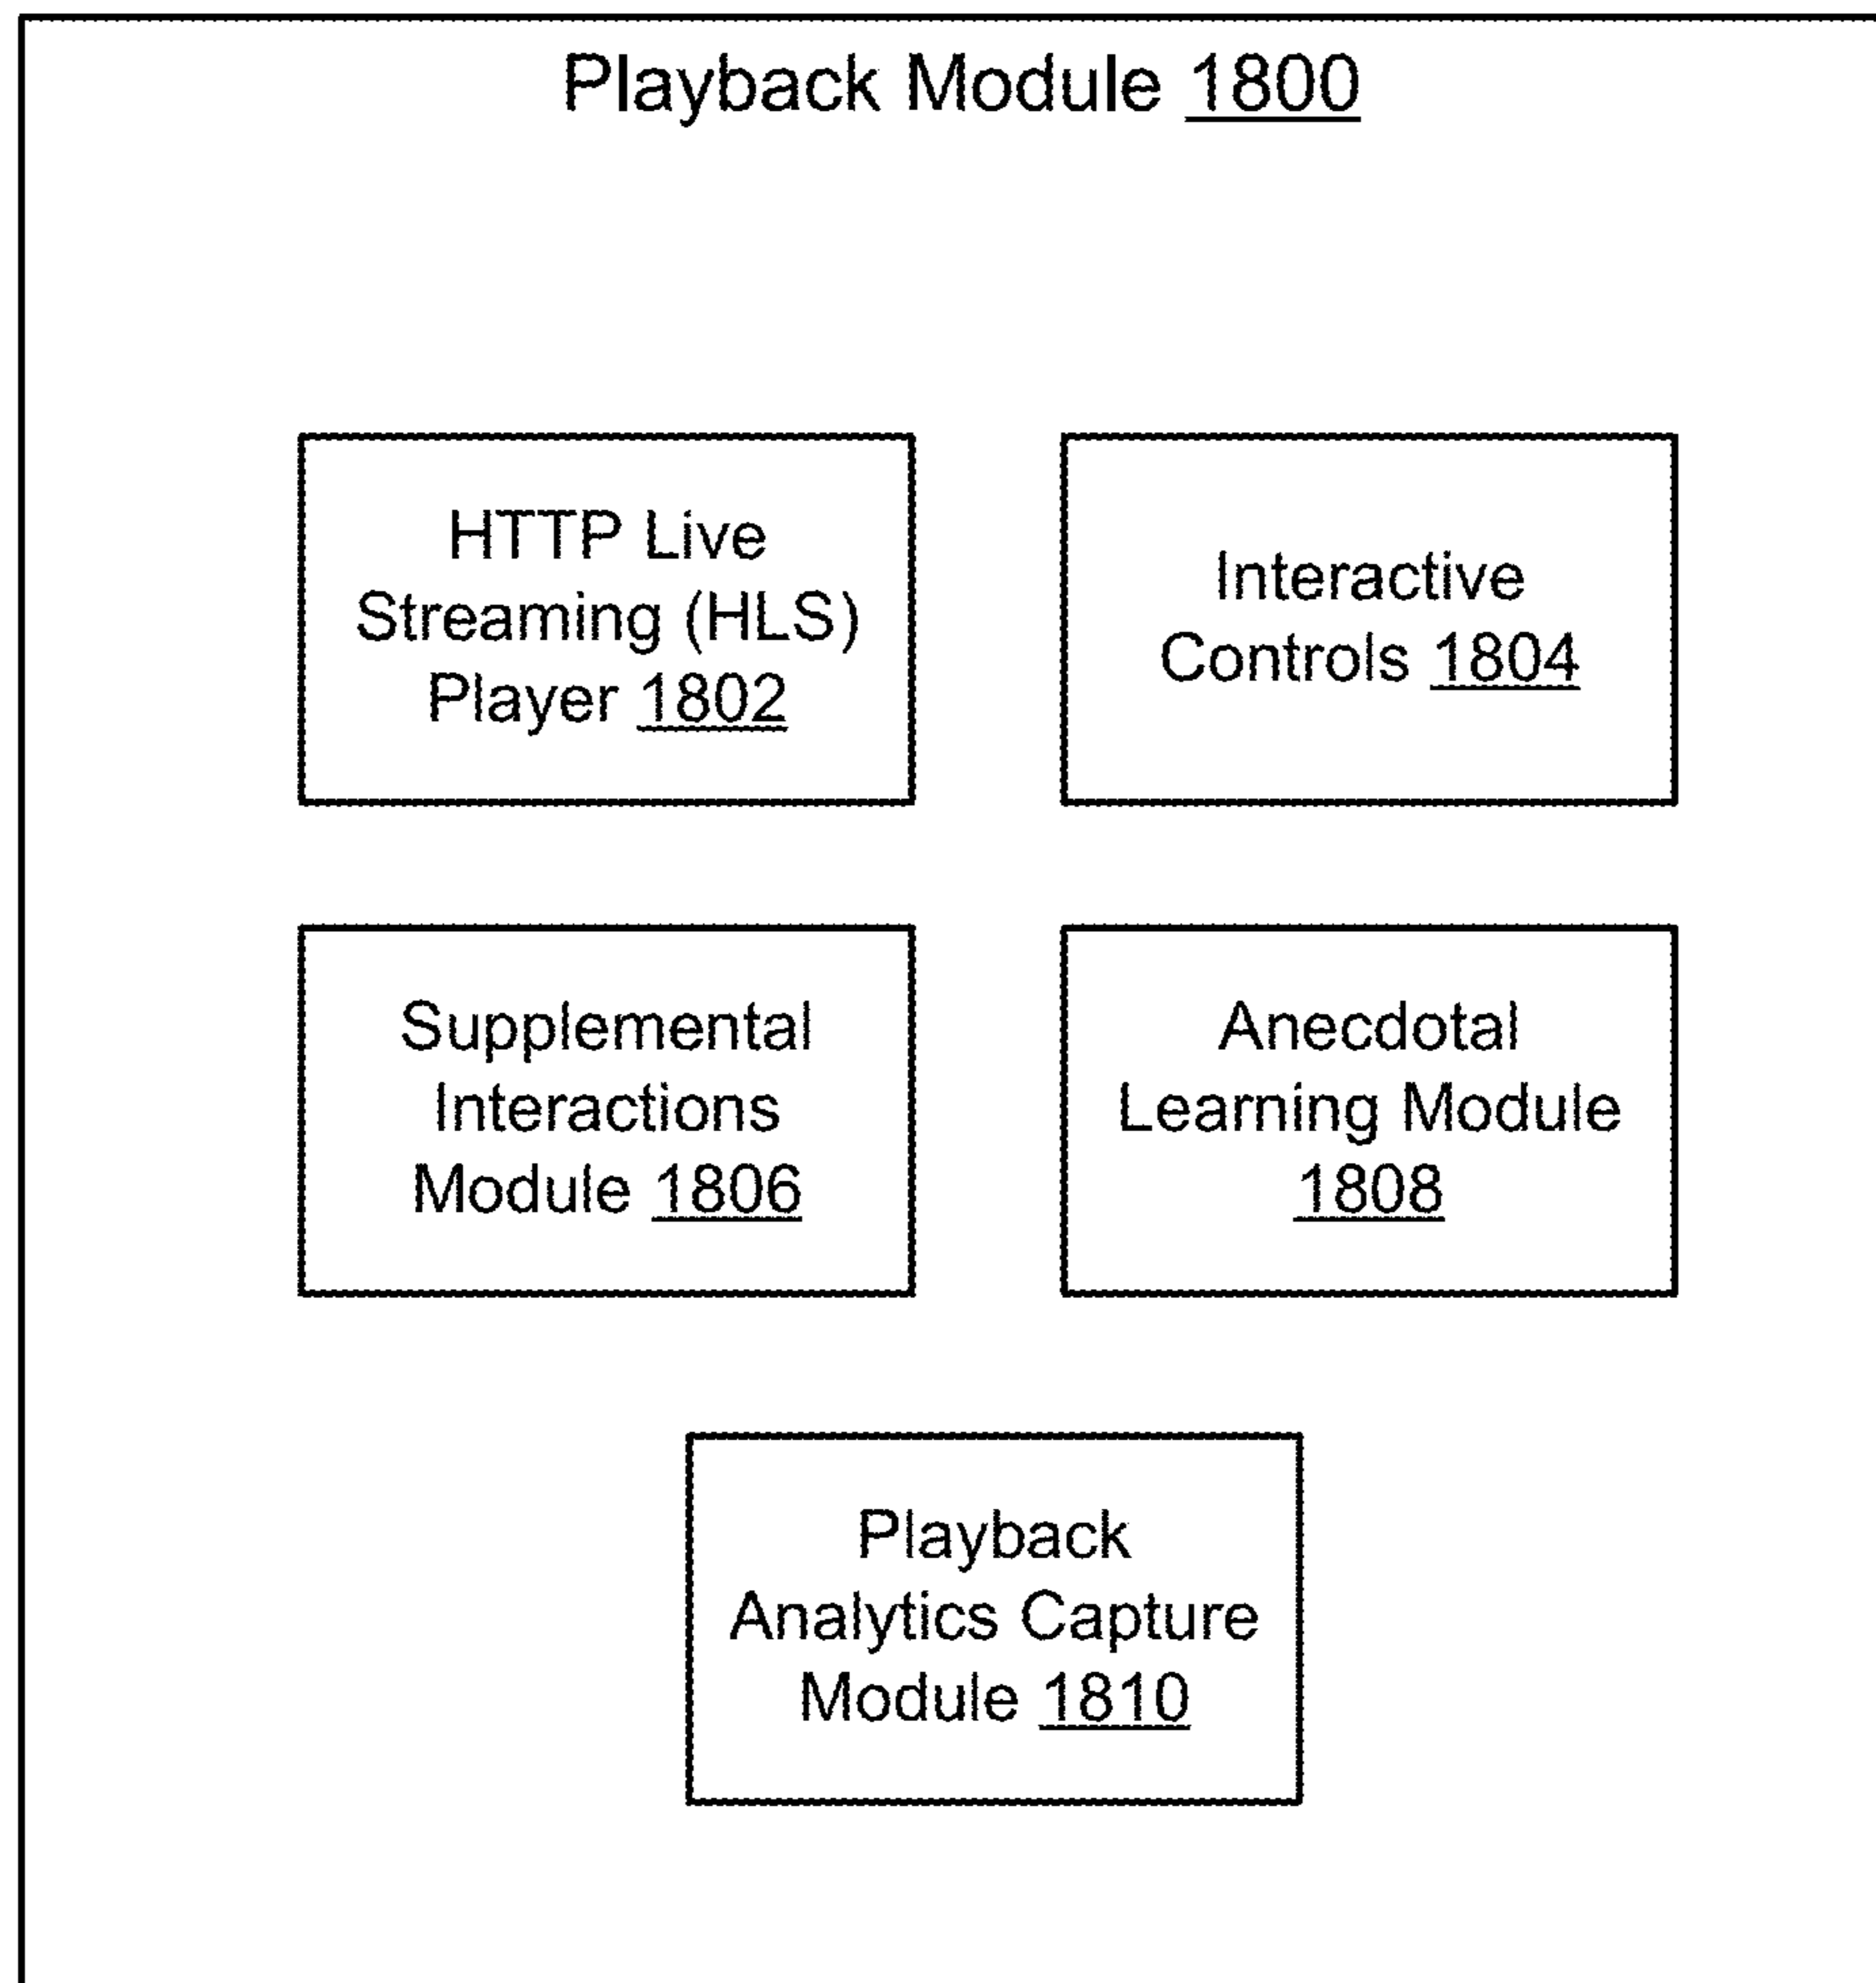 Playback Module 1800
HTTP Live
Streaming (HLS)
Player 1802
Interactive
Controls 1804
Supplemental
Interactions
Module 1806
Anecdotal
Learning Module
1808
Playback
Analytics Capture
Module 1810